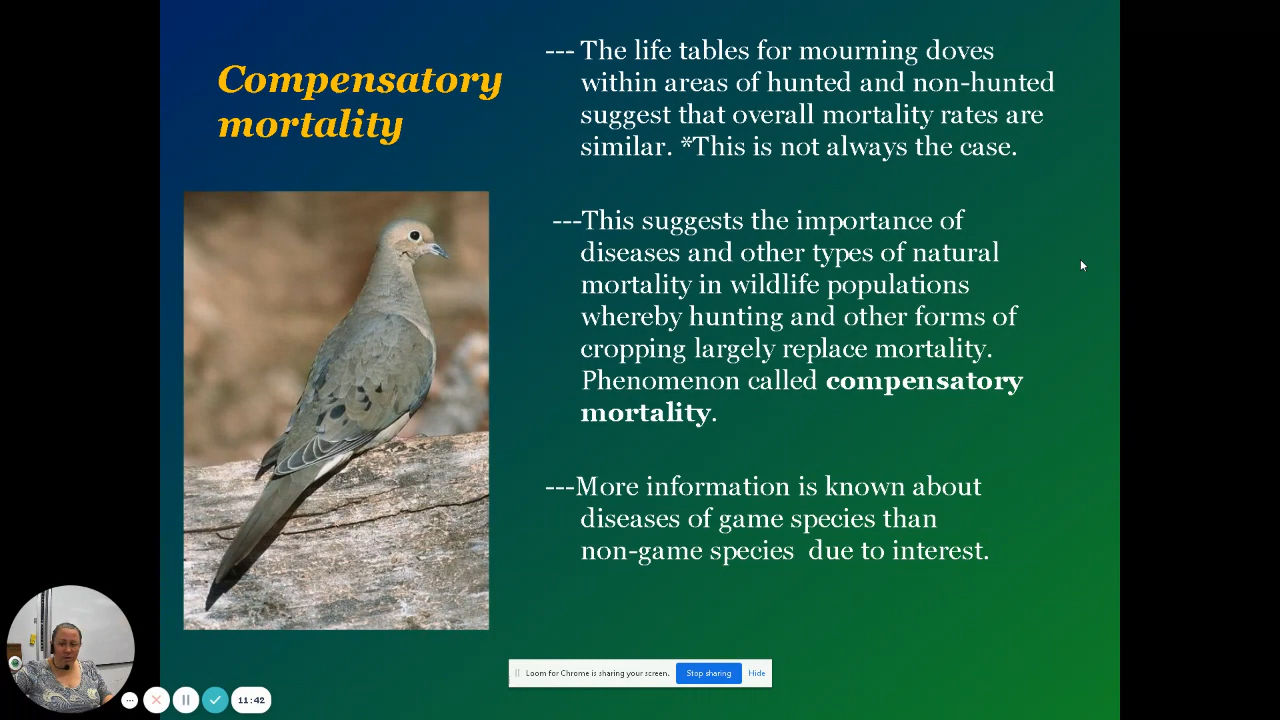 Compensatory
mortality
--- The life tables for mourning doves
within areas of hunted and non-hunted
suggest that overall mortality rates are
similar. *This is not always the case.
---This suggests the importance of
diseases and other types of natural
mortality in wildlife populations
whereby hunting and other forms of
cropping largely replace mortality.
Phenomenon called compensatory
mortality.
---More information is known about
diseases of game species than
non-game species  due to interest.
Loom for Chrome is sharing your screen.
Stop sharing
Hide
11:42